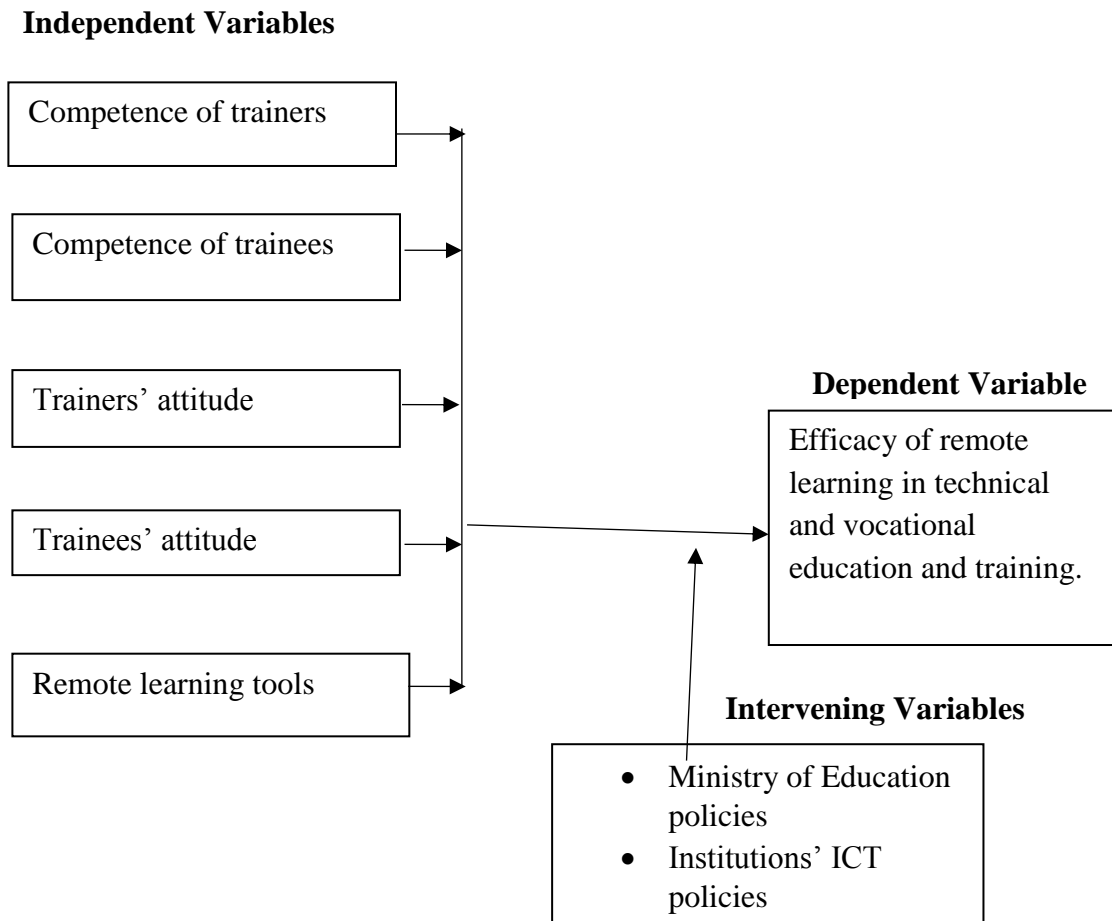 Independent Variables
Competence of trainers
Competence of trainees
Trainers’ attitude
Trainees’ attitude
Remote learning tools
Dependent Variable
Efficacy of remote
learning in technical
and vocational
education and training.
Intervening Variables
• Ministry of Education
policies
• Institutions’ ICT
policies